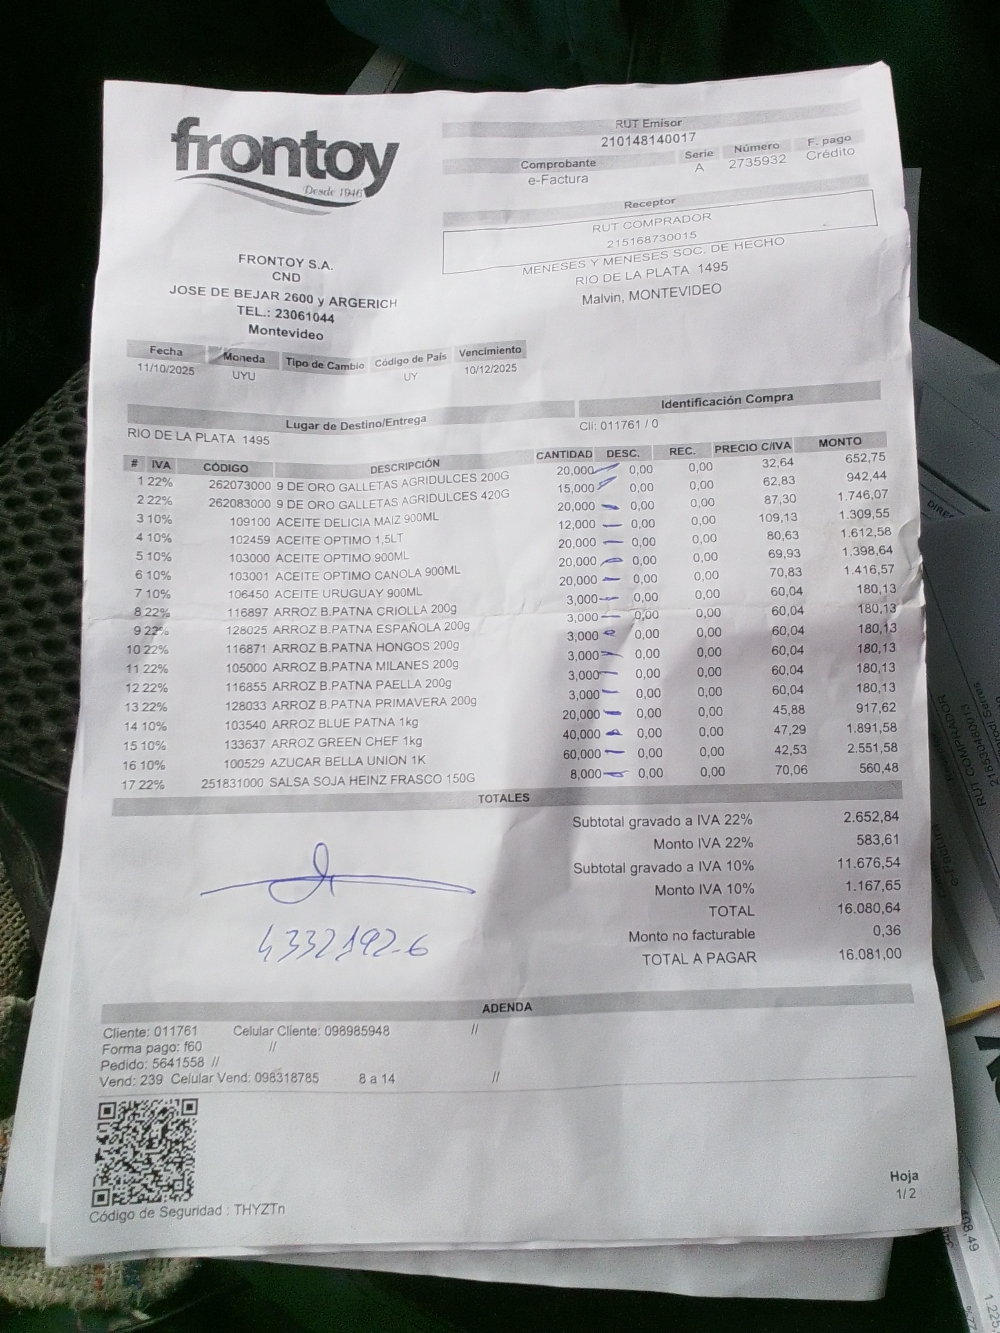 frontoy
Desde 1946
FRONTOY S.A.
CND
JOSE DE BEJAR 2600 y ARGERICH
TEL.: 23061044
Montevideo
RUT Emisor
210148140017
Comprobante Serie Número F. pago
e-Factura A 2735932 Crédito
Receptor
RUT COMPRADOR
215168730015
MENESES Y MENESES SOC. DE HECHO
RIO DE LA PLATA 1495
Malvin, MONTEVIDEO
Fecha Moneda Tipo de Cambio Código de País Vencimiento
11/10/2025 UYU UY 10/12/2025
Lugar de Destino/Entrega Identificación Compra
RIO DE LA PLATA 1495 Cli: 011761 / 0
# IVA CÓDIGO DESCRIPCIÓN CANTIDAD DESC. REC. PRECIO C/IVA MONTO
1 22% 262073000 9 DE ORO GALLETAS AGRIDULCES 200G 20,000 0,00 0,00 32,64 652,75
2 22% 262083000 9 DE ORO GALLETAS AGRIDULCES 420G 15,000 0,00 0,00 62,83 942,44
3 10% 109100 ACEITE DELICIA MAIZ 900ML 20,000 0,00 0,00 87,30 1.746,07
4 10% 102459 ACEITE OPTIMO 1,5LT 12,000 0,00 0,00 109,13 1.309,55
5 10% 103000 ACEITE OPTIMO 900ML 20,000 0,00 0,00 80,63 1.612,58
6 10% 103001 ACEITE OPTIMO CANOLA 900ML 20,000 0,00 0,00 69,93 1.398,64
7 10% 106450 ACEITE URUGUAY 900ML 20,000 0,00 0,00 70,83 1.416,57
8 22% 116897 ARROZ B.PATNA CRIOLLA 200g 3,000 0,00 0,00 60,04 180,13
9 22% 128025 ARROZ B.PATNA ESPAÑOLA 200g 3,000 0,00 0,00 60,04 180,13
10 22% 116871 ARROZ B.PATNA HONGOS 200g 3,000 0,00 0,00 60,04 180,13
11 22% 105000 ARROZ B.PATNA MILANES 200g 3,000 0,00 0,00 60,04 180,13
12 22% 116855 ARROZ B.PATNA PAELLA 200g 3,000 0,00 0,00 60,04 180,13
13 22% 128033 ARROZ B.PATNA PRIMAVERA 200g 3,000 0,00 0,00 60,04 180,13
14 10% 103540 ARROZ BLUE PATNA 1kg 20,000 0,00 0,00 45,88 917,62
15 10% 133637 ARROZ GREEN CHEF 1kg 40,000 0,00 0,00 47,29 1.891,58
16 10% 100529 AZUCAR BELLA UNION 1K 60,000 0,00 0,00 42,53 2.551,58
17 22% 251831000 SALSA SOJA HEINZ FRASCO 150G 8,000 0,00 0,00 70,06 560,48
TOTALES
Subtotal gravado a IVA 22% 2.652,84
Monto IVA 22% 583,61
Subtotal gravado a IVA 10% 11.676,54
Monto IVA 10% 1.167,65
TOTAL 16.080,64
Monto no facturable 0,36
TOTAL A PAGAR 16.081,00
4332192-6
ADENDA
Cliente: 011761 Celular Cliente: 098985948 //
Forma pago: f60 //
Pedido: 5641558 //
Vend: 239 Celular Vend: 098318785 8 a 14 //
Código de Seguridad : THYZTn
Hoja
1/2
RUT COMPRADOR